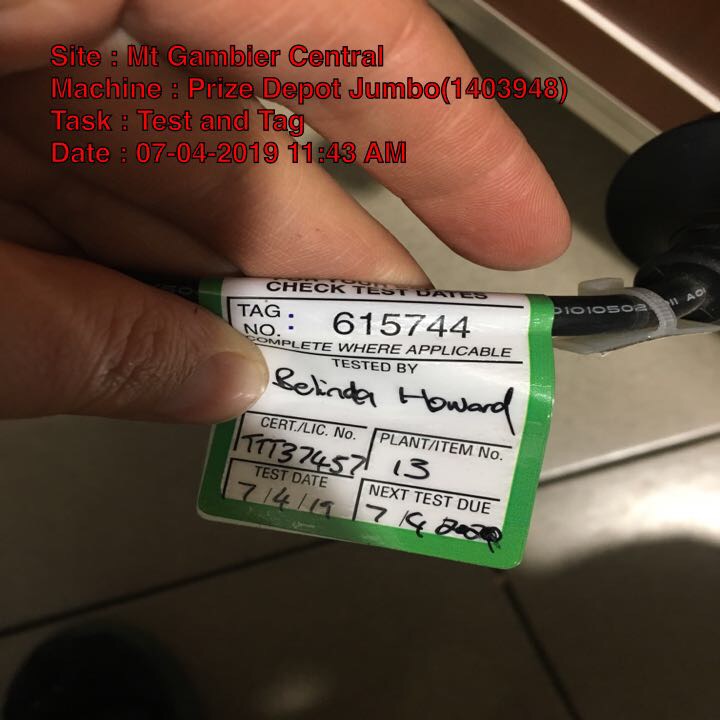 Site : Mt Gambier Central
Machine : Prize Depot Jumbo(1403948)
Task : Test and Tag
Date : 07-04-2019 11:43 AM
CHECK TEST DATES
TAG NO. : 615744
COMPLETE WHERE APPLICABLE
TESTED BY
Belinda Howard
CERT./LIC. No.
TTT37457
PLANT/ITEM No.
13
TEST DATE
7/4/19
NEXT TEST DUE
7/